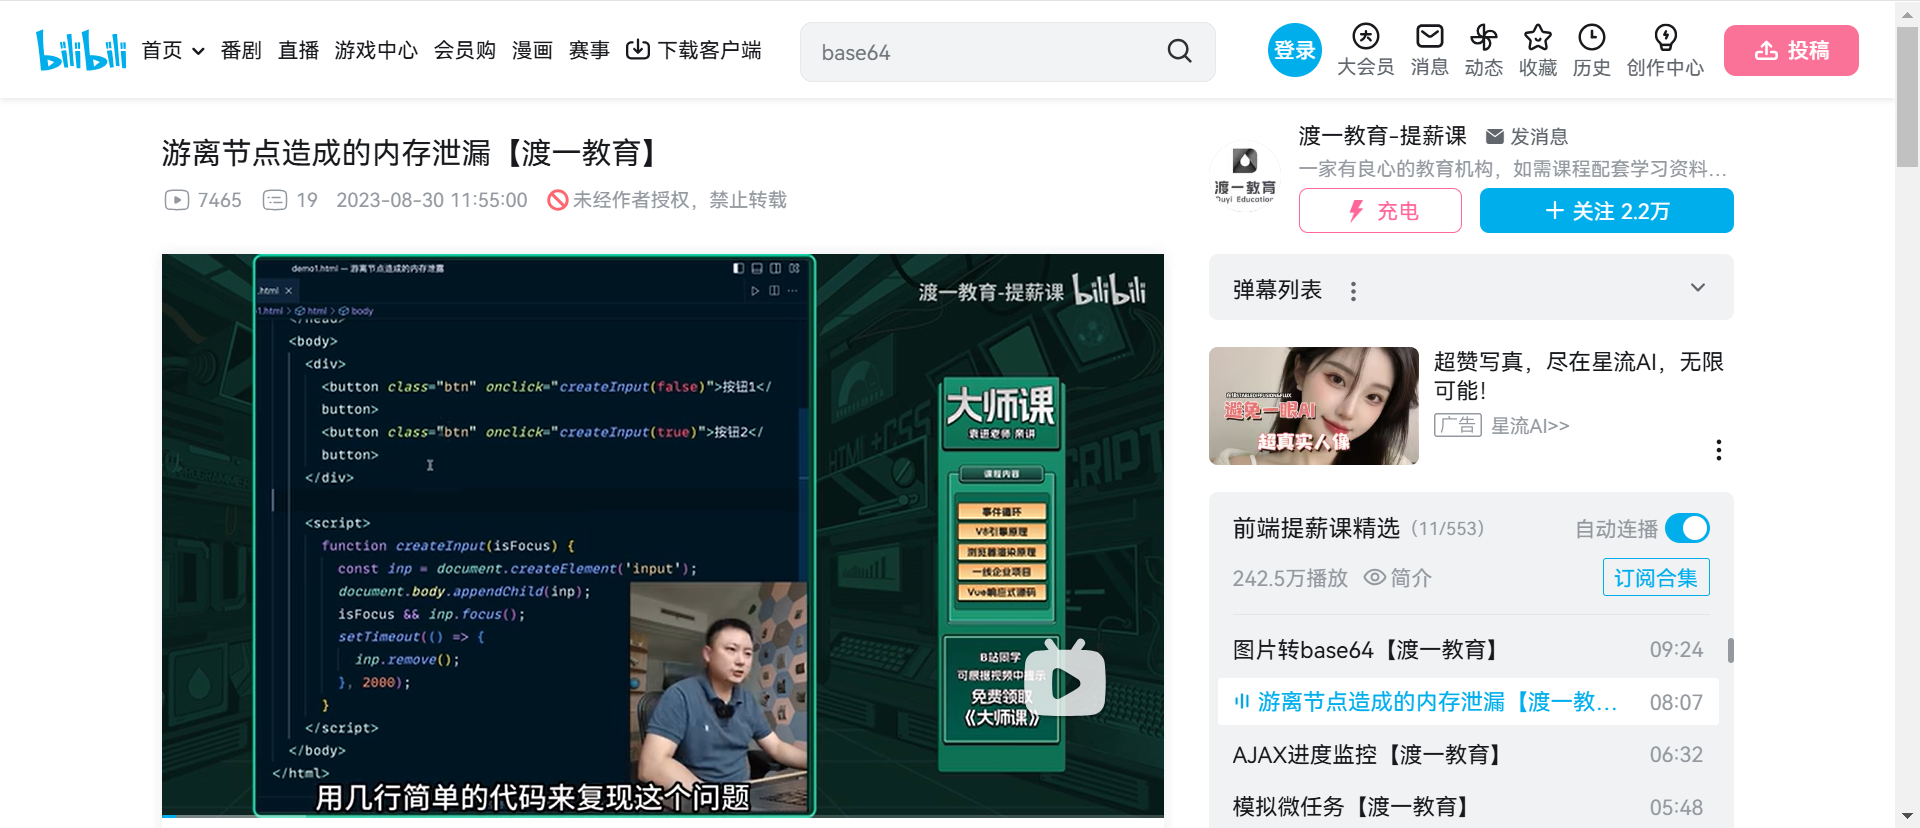 bilibili 首页 番剧 直播 游戏中心 会员购 漫画 赛事 下载客户端 base64 登录 大会员 消息 动态 收藏 历史 创作中心 投稿
游离节点造成的内存泄漏【渡一教育】
7465 19 2023-08-30 11:55:00 未经作者授权，禁止转载
渡一教育-提薪课 发消息
一家有良心的教育机构，如需课程配套学习资料...
渡一教育
Duyi Education
充电 + 关注 2.2万
demo1.html — 游离节点造成的内存泄露
.html ×
1.html > html > body
</head>
<body>
<div>
<button class="btn" onclick="createInput(false)">按钮1</
button>
<button class="btn" onclick="createInput(true)">按钮2</
button>
</div>
<script>
function createInput(isFocus) {
const inp = document.createElement('input');
document.body.appendChild(inp);
isFocus && inp.focus();
setTimeout(() => {
inp.remove();
}, 2000);
}
</script>
</body>
</html>
用几行简单的代码来复现这个问题
渡一教育-提薪课 bilibili
大师课
袁进老师 亲讲
课程内容
事件循环
V8引擎原理
浏览器渲染原理
一线企业项目
Vue响应式源码
B站同学
可根据视频中提示
免费领取
《大师课》
弹幕列表
避免一眼AI
超真实人像
超赞写真，尽在星流AI，无限
可能！
广告 星流AI>>
前端提薪课精选（11/553） 自动连播
242.5万播放 简介 订阅合集
图片转base64【渡一教育】 09:24
游离节点造成的内存泄漏【渡一教... 08:07
AJAX进度监控【渡一教育】 06:32
模拟微任务【渡一教育】 05:48